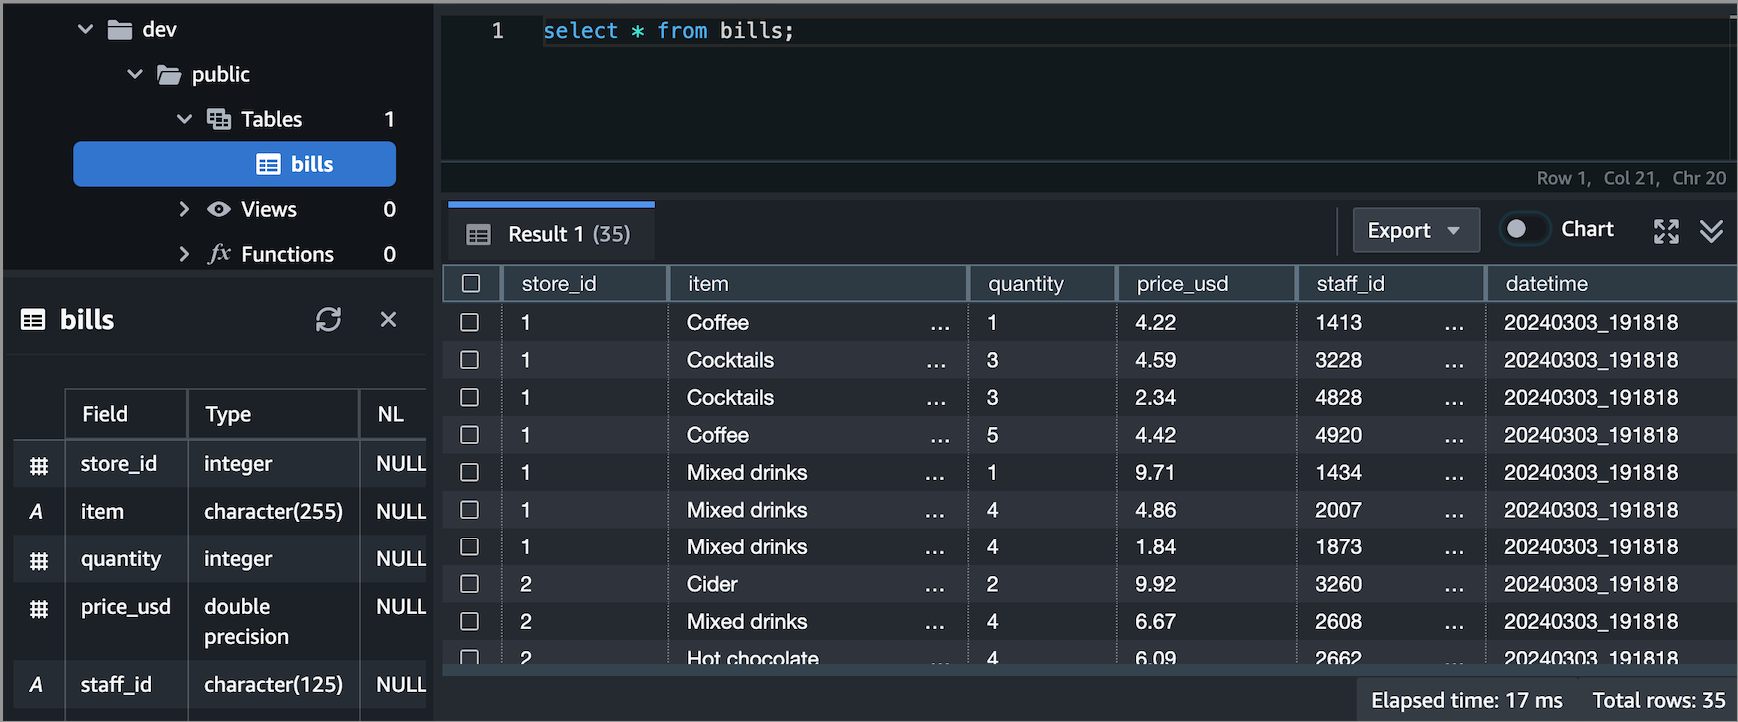 dev
public
Tables 1
bills
Views 0
fx Functions 0
bills
Field Type NL
store_id integer NULL
A item character(255) NULL
quantity integer NULL
price_usd double precision NULL
A staff_id character(125) NULL
1 select * from bills;
Row 1, Col 21, Chr 20
Result 1 (35) Export Chart
store_id item quantity price_usd staff_id datetime
1 Coffee ... 1 4.22 1413 ... 20240303_191818
1 Cocktails ... 3 4.59 3228 ... 20240303_191818
1 Cocktails ... 3 2.34 4828 ... 20240303_191818
1 Coffee ... 5 4.42 4920 ... 20240303_191818
1 Mixed drinks ... 1 9.71 1434 ... 20240303_191818
1 Mixed drinks ... 4 4.86 2007 ... 20240303_191818
1 Mixed drinks ... 4 1.84 1873 ... 20240303_191818
2 Cider ... 2 9.92 3260 ... 20240303_191818
2 Mixed drinks ... 4 6.67 2608 ... 20240303_191818
2 Hot chocolate ... 4 6.09 2662 ... 20240303_191818
Elapsed time: 17 ms Total rows: 35